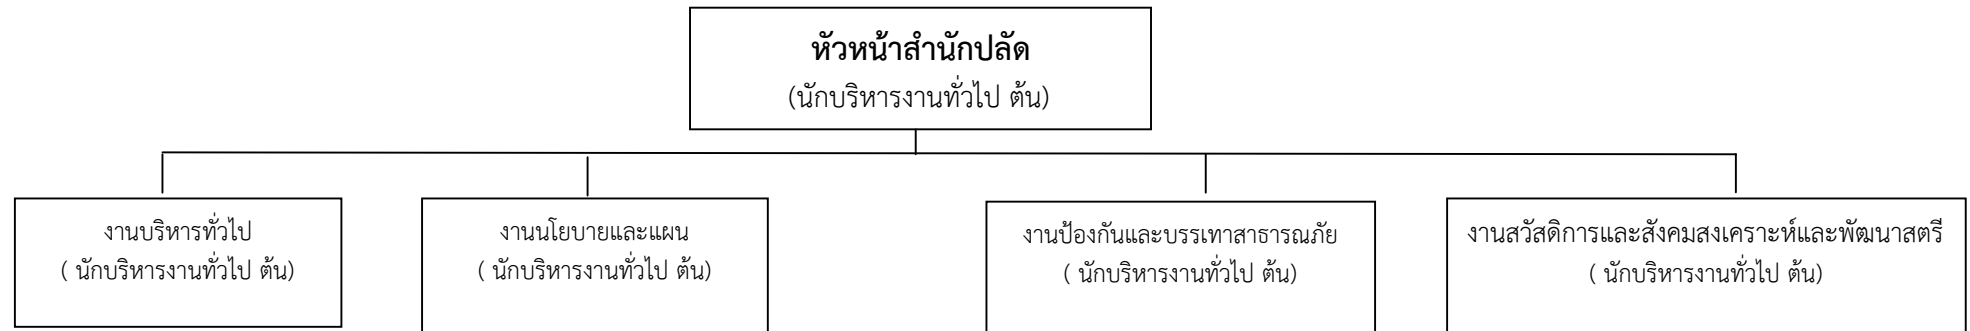 หัวหน้าสำนักปลัด
(นักบริหารงานทั่วไป ต้น)
งานบริหารทั่วไป
( นักบริหารงานทั่วไป ต้น)
งานนโยบายและแผน
( นักบริหารงานทั่วไป ต้น)
งานป้องกันและบรรเทาสาธารณภัย
( นักบริหารงานทั่วไป ต้น)
งานสวัสดิการและสังคมสงเคราะห์และพัฒนาสตรี
( นักบริหารงานทั่วไป ต้น)